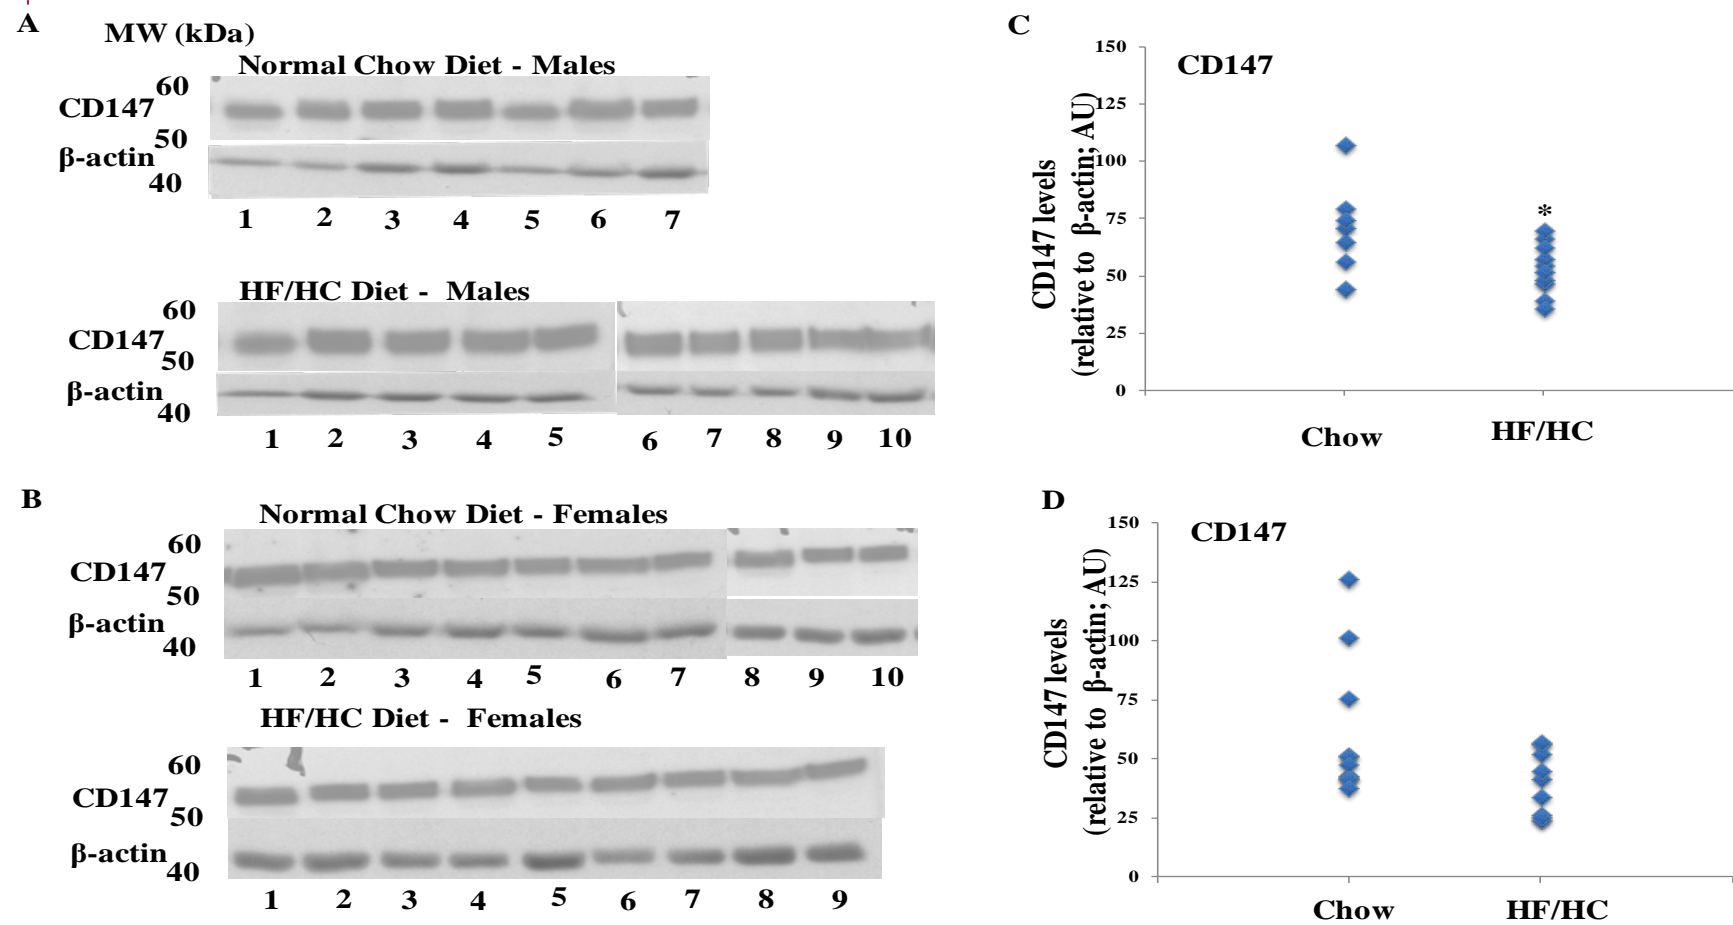 A
MW (kDa)
Normal Chow Diet - Males
60
CD147
50
β-actin
40
1 2 3 4 5 6 7
HF/HC Diet - Males
60
CD147
50
β-actin
40
1 2 3 4 5 6 7 8 9 10
B
Normal Chow Diet - Females
60
CD147
50
β-actin
40
1 2 3 4 5 6 7 8 9 10
HF/HC Diet - Females
60
CD147
50
β-actin
40
1 2 3 4 5 6 7 8 9
C
CD147
CD147 levels
(relative to β-actin; AU)
150
125
100
75
50
25
0
*
Chow HF/HC
D
CD147
CD147 levels
(relative to β-actin; AU)
150
125
100
75
50
25
0
Chow HF/HC